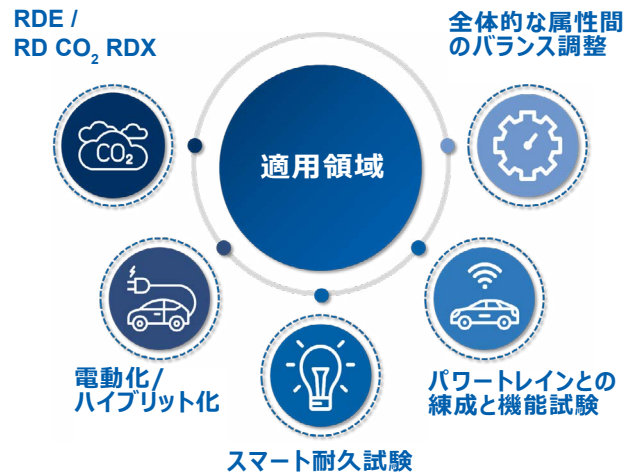 RDE /
RD CO₂ RDX
全体的な属性間
のバランス調整
CO₂
適用領域
電動化/
ハイブリット化
パワートレインとの
練成と機能試験
スマート耐久試験